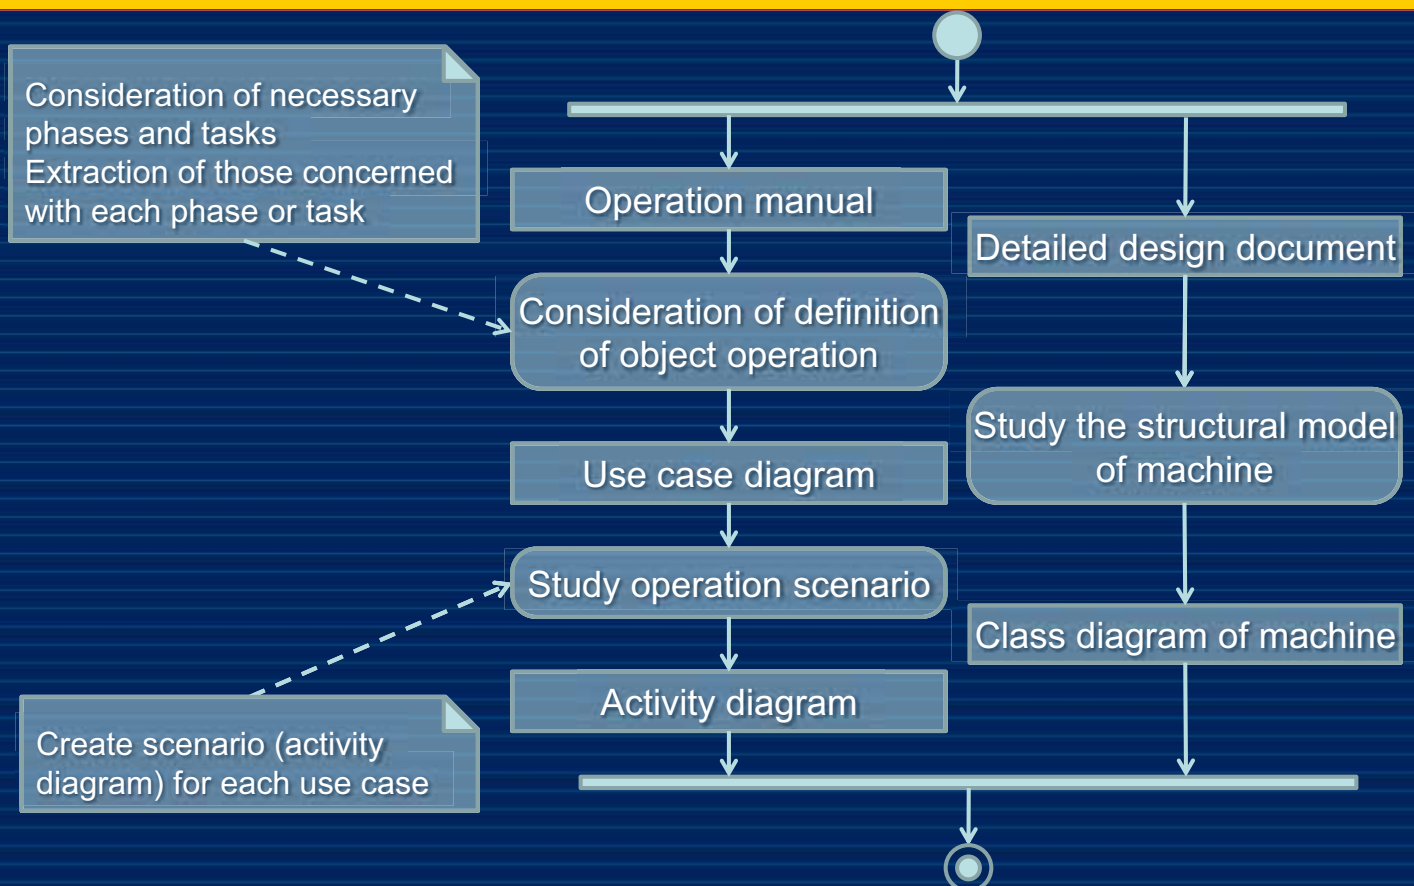 Consideration of necessary
phases and tasks
Extraction of those concerned
with each phase or task
Operation manual
Detailed design document
Consideration of definition
of object operation
Study the structural model
of machine
Use case diagram
Study operation scenario
Class diagram of machine
Activity diagram
Create scenario (activity
diagram) for each use case